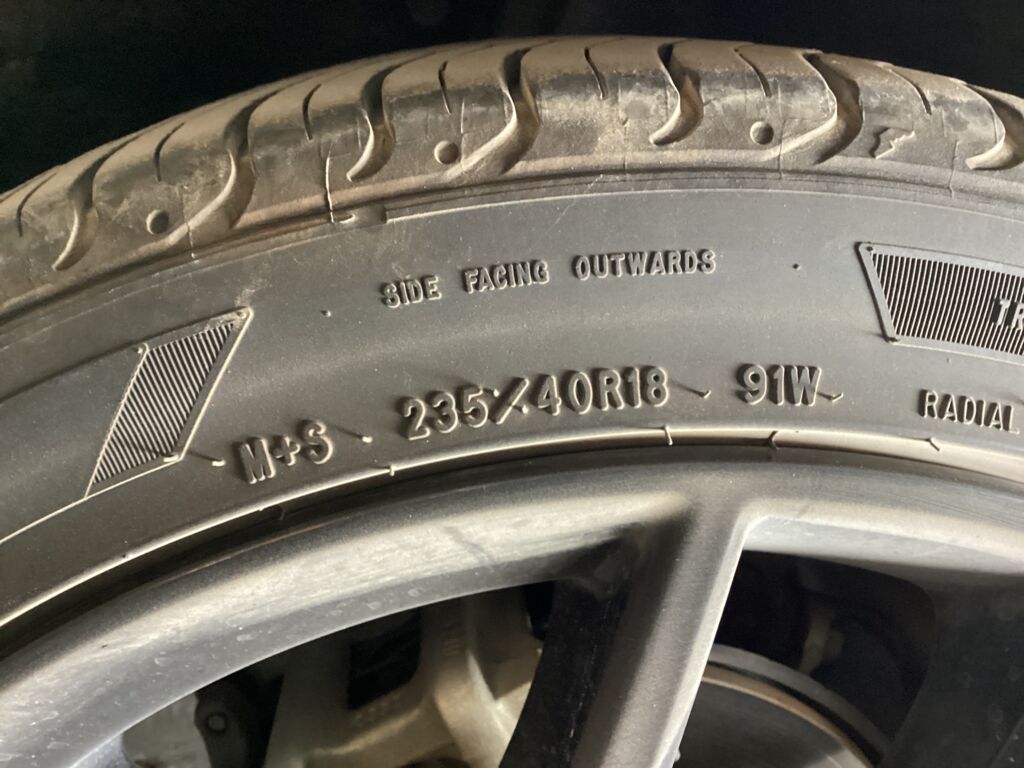 SIDE FACING OUTWARDS
M+S 235/40R18 91W RADIAL